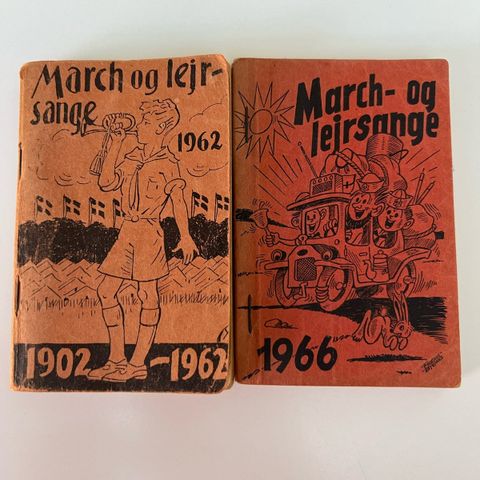 March og lejr-
sange
1962
1902-1962
March- og
lejrsange
1966